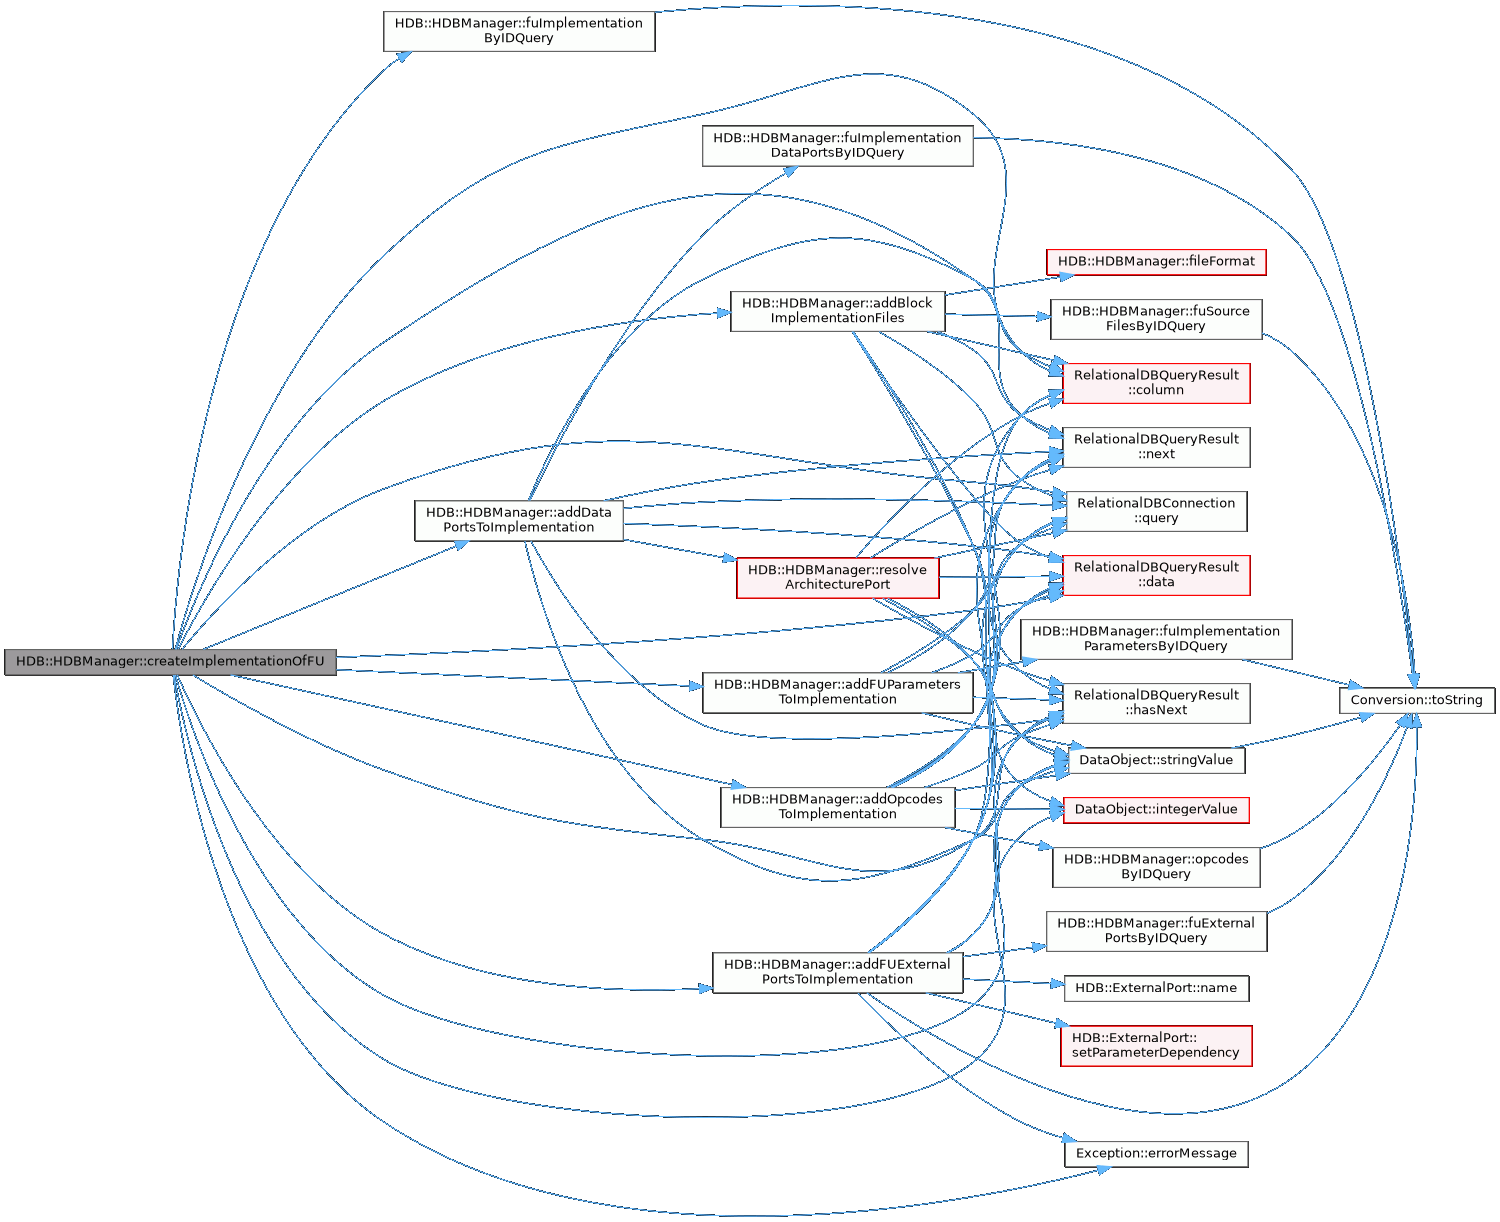 HDB::HDBManager::fuImplementation
ByIDQuery
HDB::HDBManager::fuImplementation
DataPortsByIDQuery
HDB::HDBManager::fileFormat
HDB::HDBManager::addBlock
ImplementationFiles
HDB::HDBManager::fuSource
FilesByIDQuery
RelationalDBQueryResult
::column
RelationalDBQueryResult
::next
HDB::HDBManager::addData
PortsToImplementation
RelationalDBConnection
::query
HDB::HDBManager::resolve
ArchitecturePort
RelationalDBQueryResult
::data
HDB::HDBManager::fuImplementation
ParametersByIDQuery
HDB::HDBManager::createImplementationOfFU
HDB::HDBManager::addFUParameters
ToImplementation
RelationalDBQueryResult
::hasNext
Conversion::toString
DataObject::stringValue
HDB::HDBManager::addOpcodes
ToImplementation
DataObject::integerValue
HDB::HDBManager::opcodes
ByIDQuery
HDB::HDBManager::fuExternal
PortsByIDQuery
HDB::HDBManager::addFUExternal
PortsToImplementation
HDB::ExternalPort::name
HDB::ExternalPort::
setParameterDependency
Exception::errorMessage